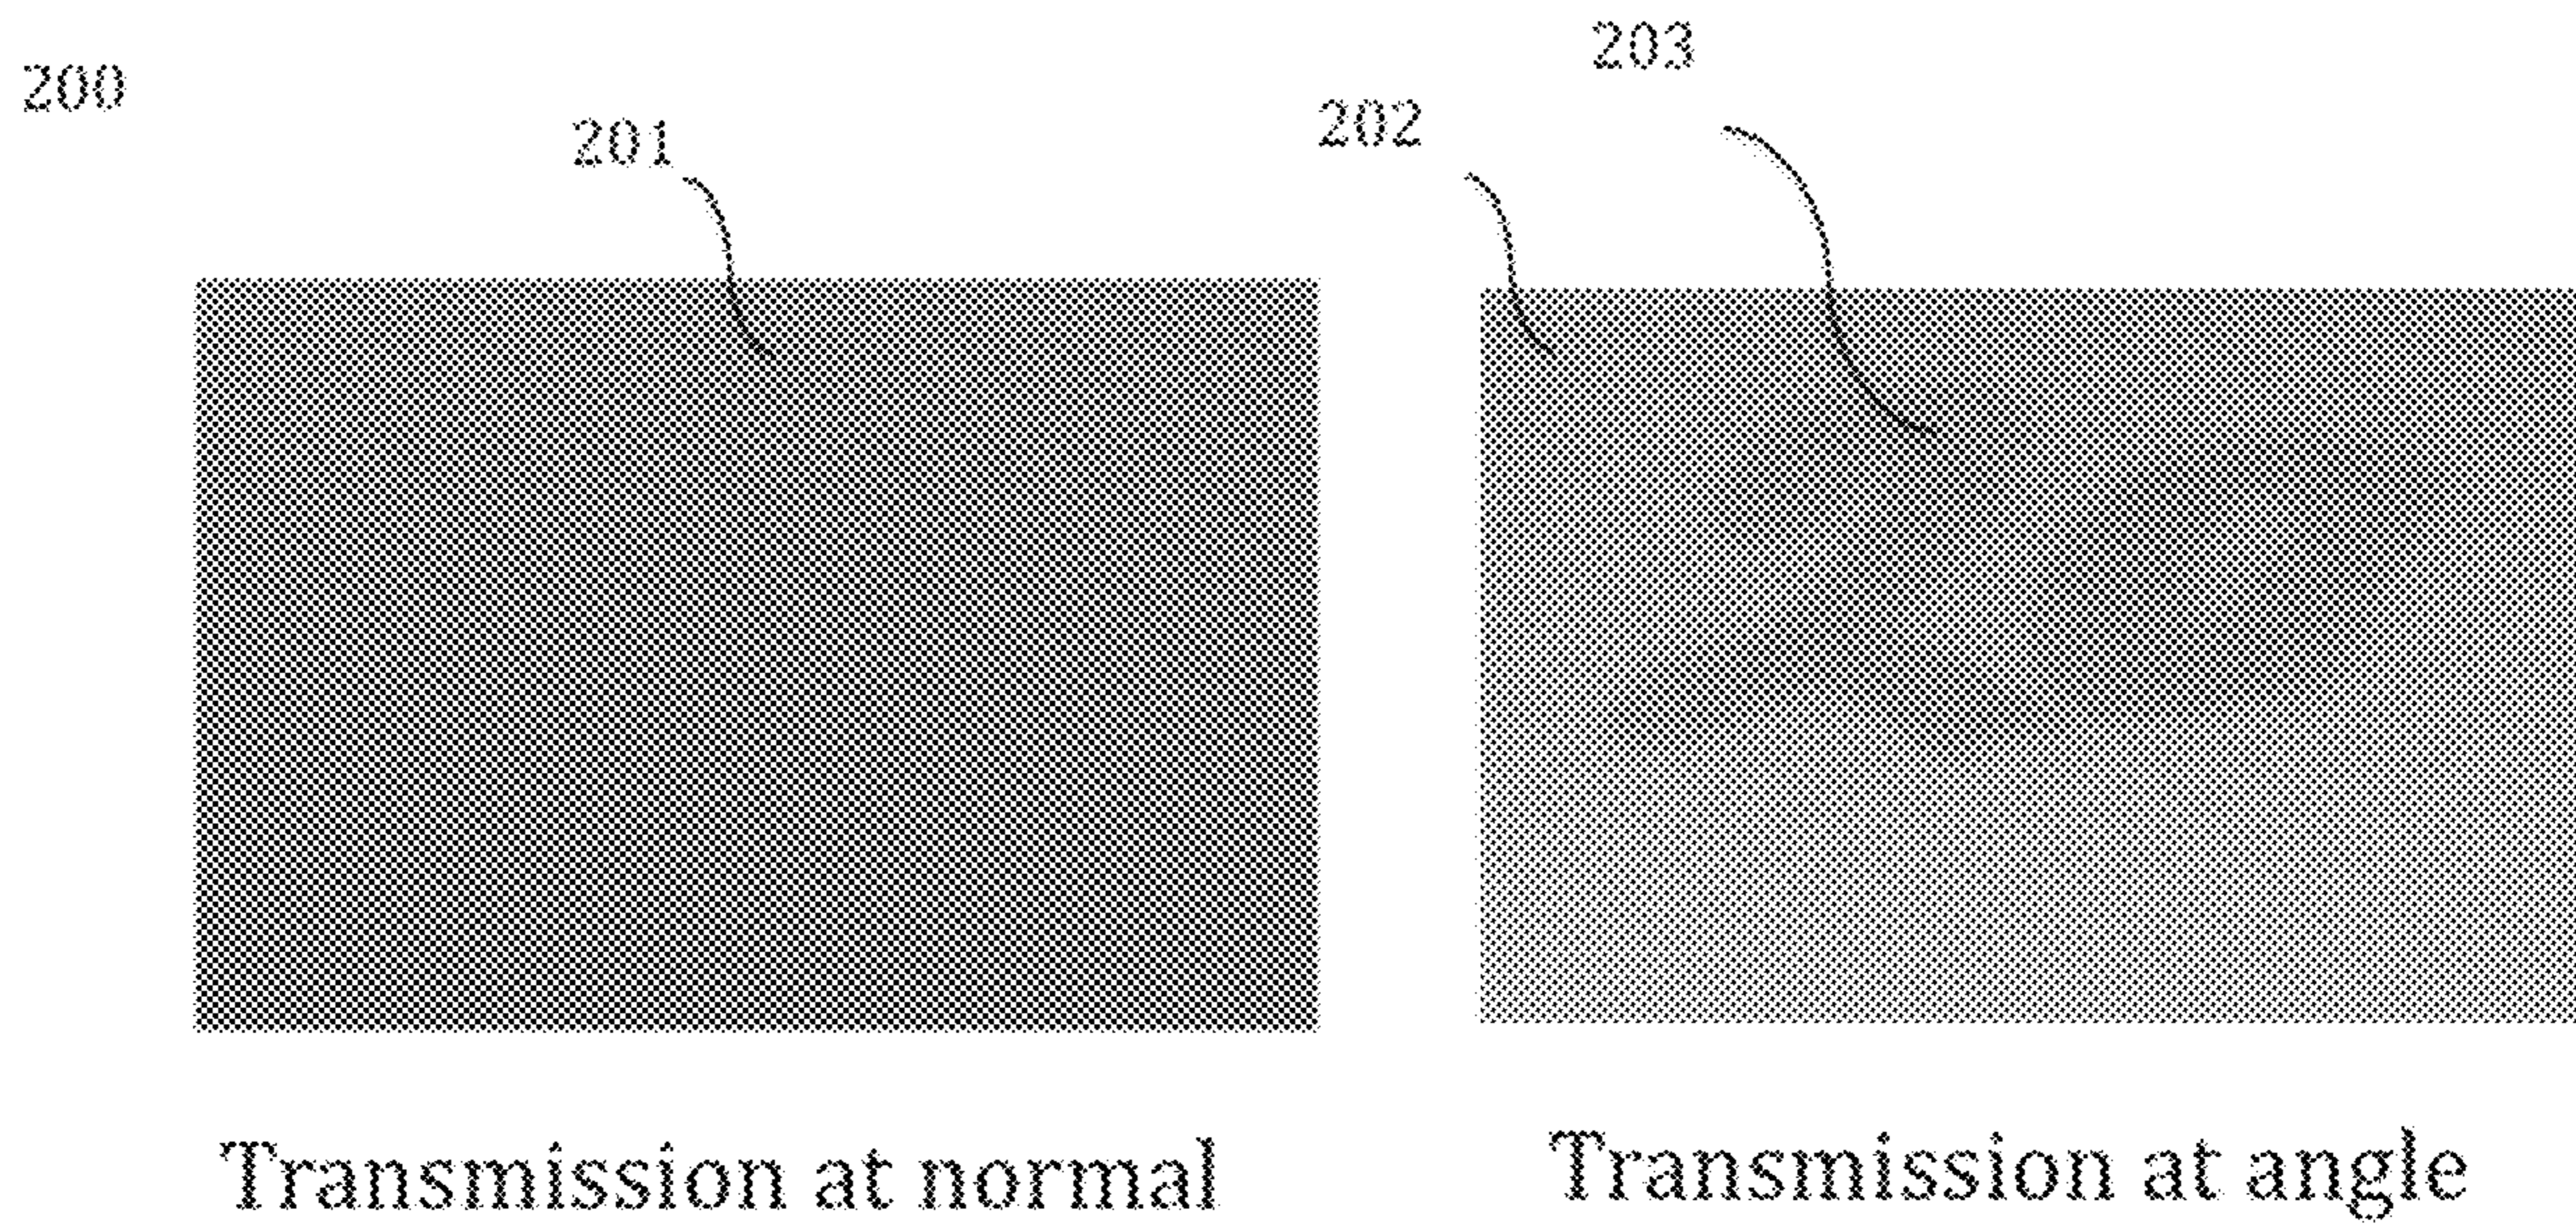 200
201
202
203
Transmission at normal
Transmission at angle